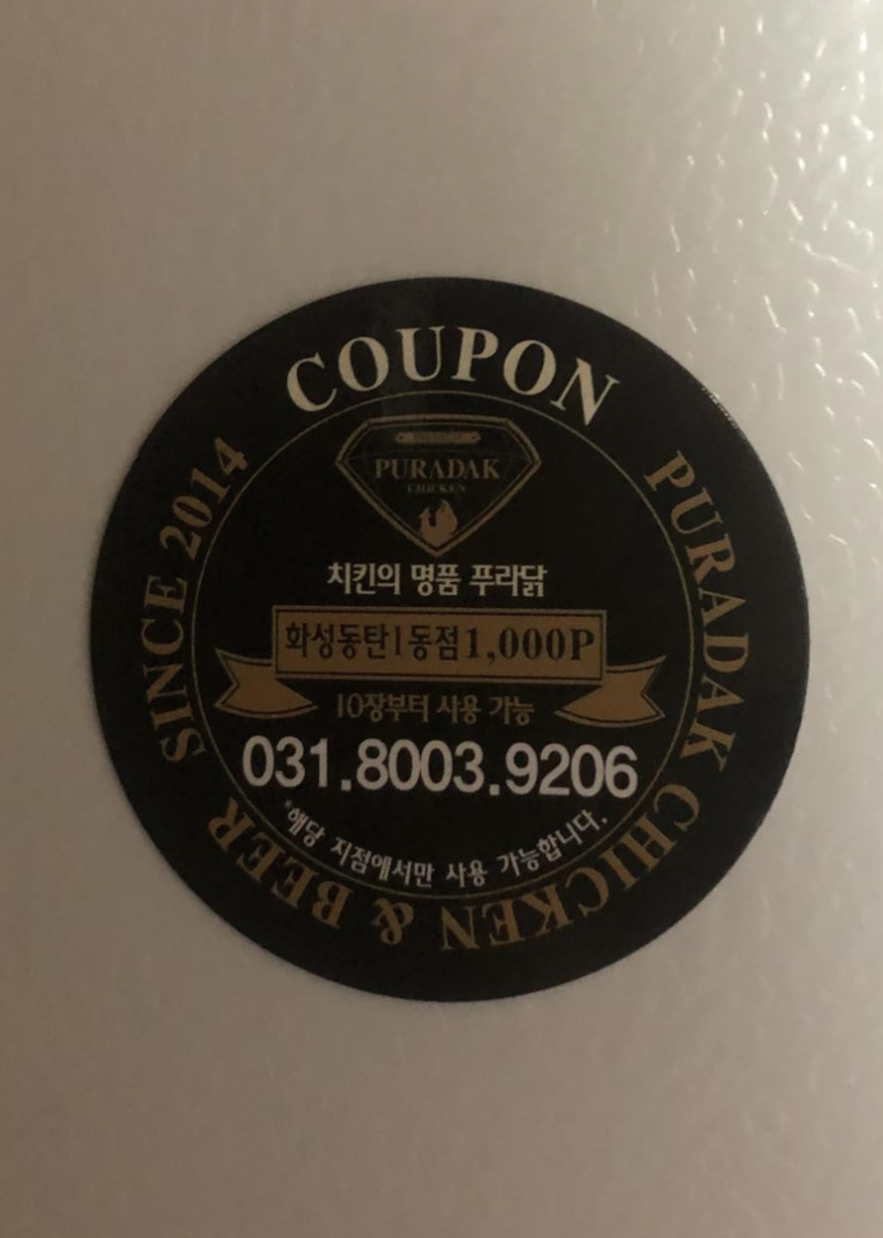 COUPON
SINCE 2014
PURADAK CHICKEN & BEER
PURADAK
CHICKEN
치킨의 명품 푸라닭
화성동탄1동점1,000P
10장부터 사용 가능
031.8003.9206
*해당 지점에서만 사용 가능합니다.